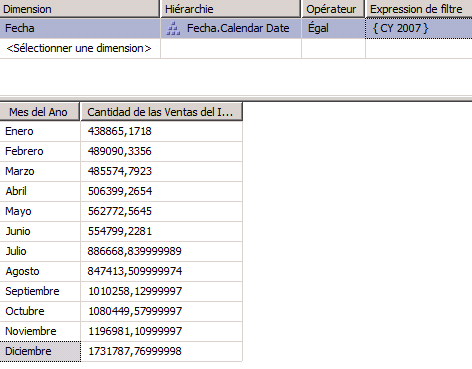 Dimension Hiérarchie Opérateur Expression de filtre
Fecha Fecha.Calendar Date Égal { CY 2007 }
<Sélectionner une dimension>
Mes del Ano Cantidad de las Ventas del I...
Enero 438865,1718
Febrero 489090,3356
Marzo 485574,7923
Abril 506399,2654
Mayo 562772,5645
Junio 554799,2281
Julio 886668,839999989
Agosto 847413,509999974
Septiembre 1010258,12999997
Octubre 1080449,57999997
Noviembre 1196981,10999997
Diciembre 1731787,76999998